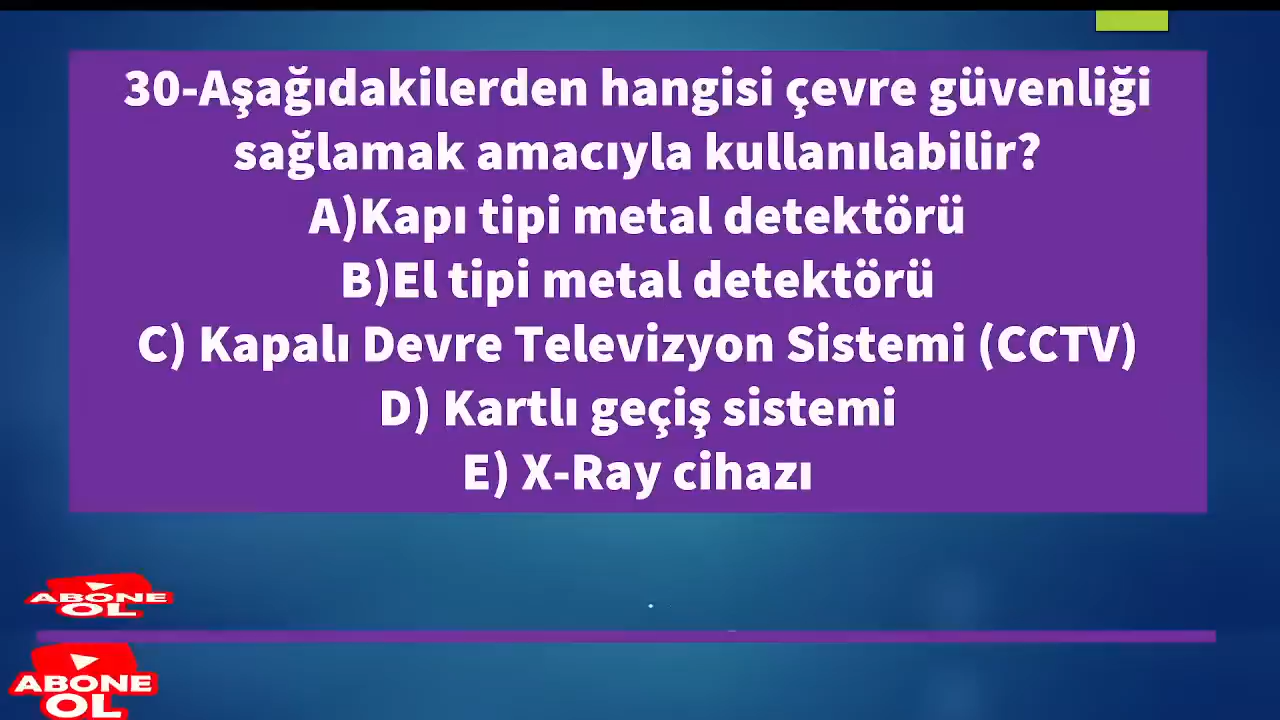 30-Aşağıdakilerden hangisi çevre güvenliği
sağlamak amacıyla kullanılabilir?
A)Kapı tipi metal detektörü
B)El tipi metal detektörü
C) Kapalı Devre Televizyon Sistemi (CCTV)
D) Kartlı geçiş sistemi
E) X-Ray cihazı
ABONE
OL
ABONE
OL